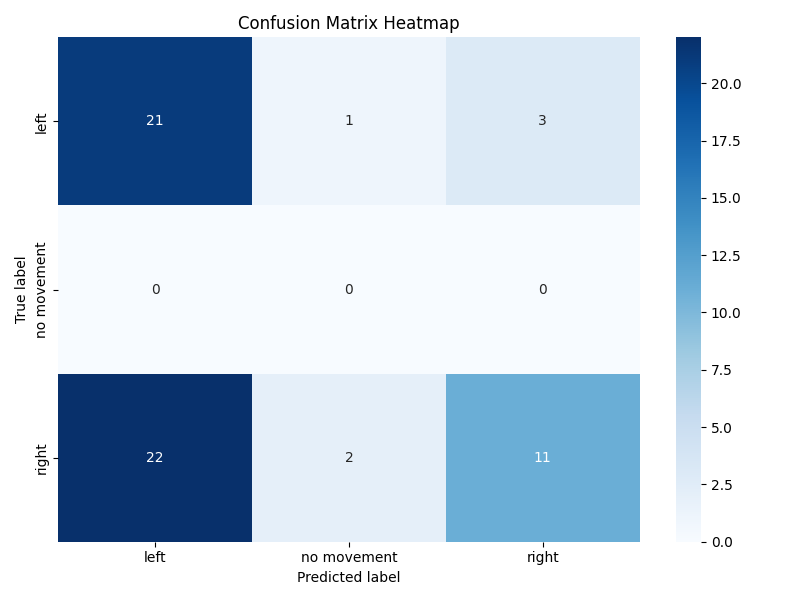 Confusion Matrix Heatmap
left
21
1
3
True label
no movement
0
0
0
right
22
2
11
left
no movement
right
Predicted label
20.0
17.5
15.0
12.5
10.0
7.5
5.0
2.5
0.0